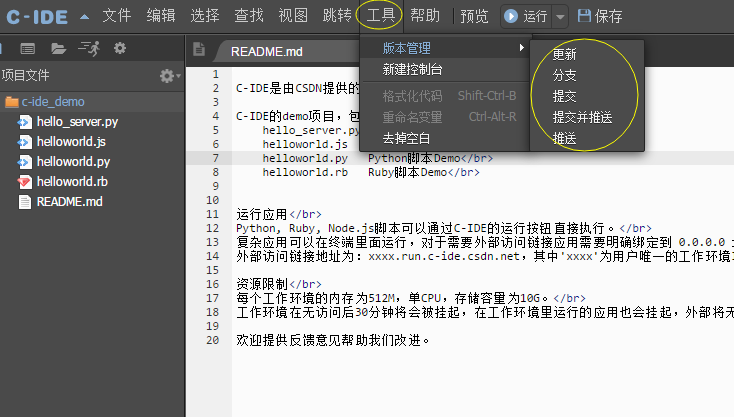 C-IDE 文件 编辑 选择 查找 视图 跳转 工具 帮助 预览 运行 保存
项目文件
c-ide_demo
hello_server.py
helloworld.js
helloworld.py
helloworld.rb
README.md
README.md
版本管理
新建控制台
格式化代码 Shift-Ctrl-B
重命名变量 Ctrl-Alt-R
去掉空白
更新
分支
提交
提交并推送
推送
1
2 C-IDE是由CSDN提供的
3
4 C-IDE的demo项目，包
5 hello_server.py
6 helloworld.js
7 helloworld.py Python脚本Demo</br>
8 helloworld.rb Ruby脚本Demo</br>
9
10
11 运行应用</br>
12 Python, Ruby, Node.js脚本可以通过C-IDE的运行按钮直接执行。</br>
13 复杂应用可以在终端里面运行，对于需要外部访问链接应用需要明确绑定到 0.0.0.0
14 外部访问链接地址为：xxxx.run.c-ide.csdn.net，其中'xxxx'为用户唯一的工作环境
15
16 资源限制</br>
17 每个工作环境的内存为512M，单CPU，存储容量为10G。</br>
18 工作环境在无访问后30分钟将会被挂起，在工作环境里运行的应用也会挂起，外部将无
19
20 欢迎提供反馈意见帮助我们改进。